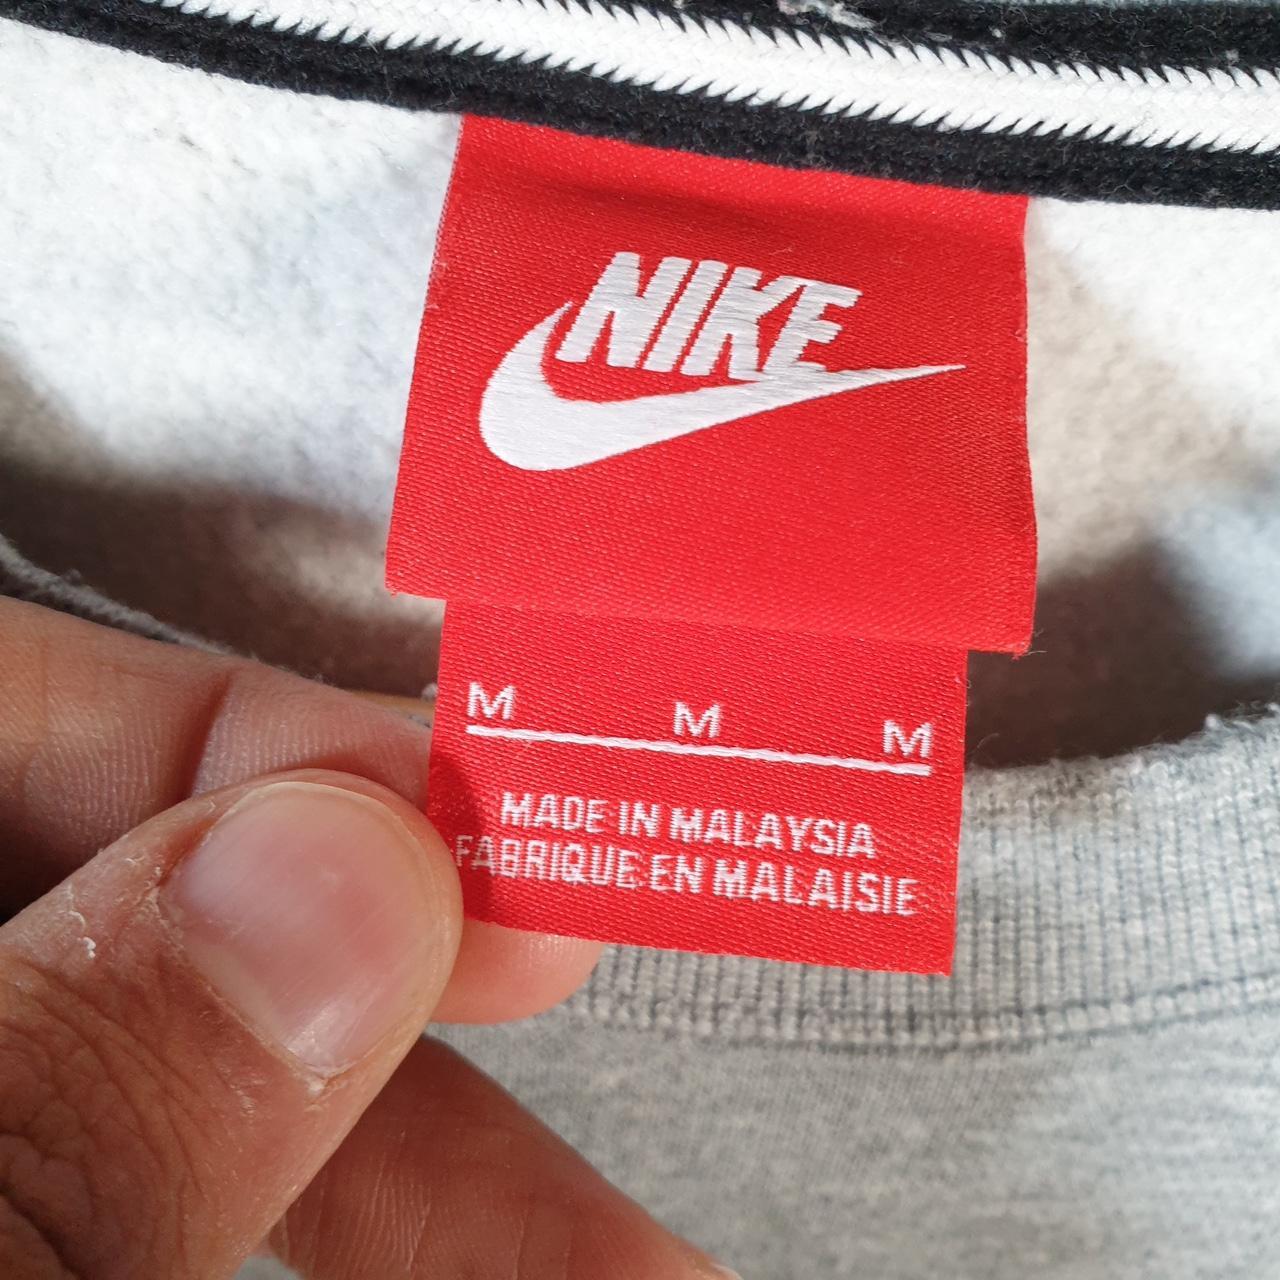 NIKE
M M M
MADE IN MALAYSIA
FABRIQUE EN MALAISIE